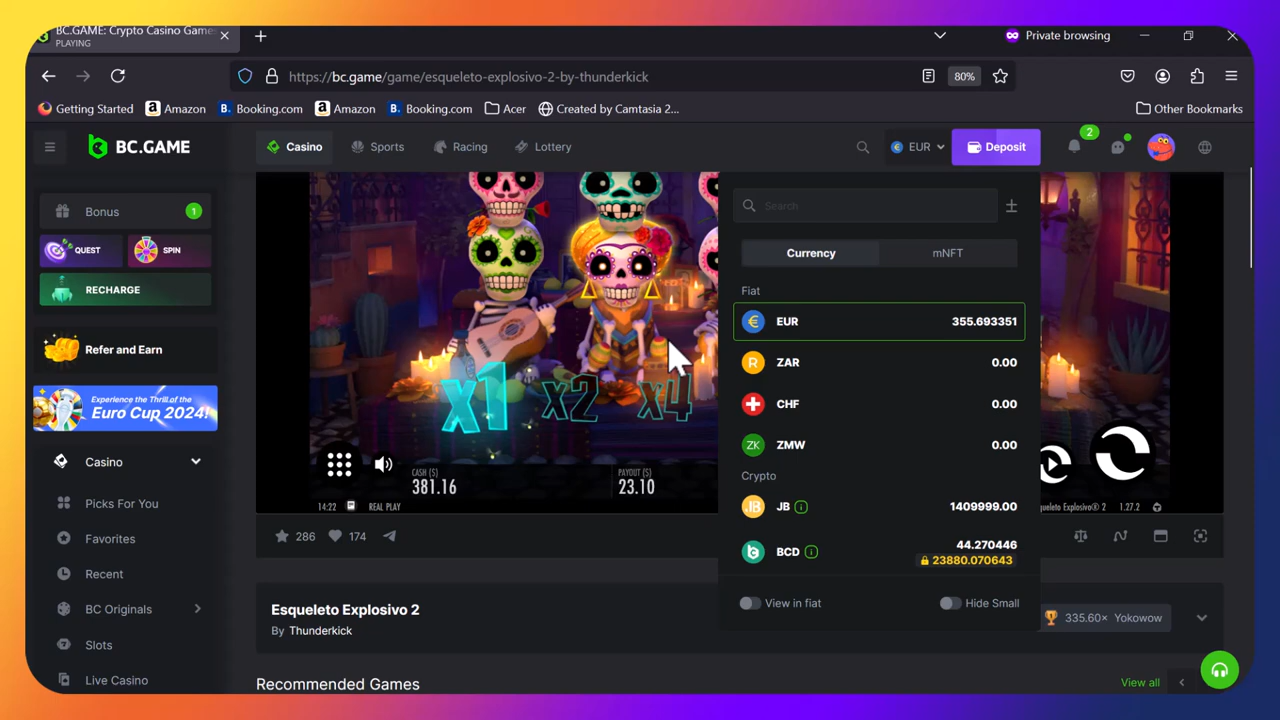 BC.GAME: Crypto Casino Games
PLAYING
Private browsing
https://bc.game/game/esqueleto-explosivo-2-by-thunderkick
80%
Getting Started
Amazon
Booking.com
Amazon
Booking.com
Acer
Created by Camtasia 2...
Other Bookmarks
BC.GAME
Casino
Sports
Racing
Lottery
EUR
Deposit
2
Bonus
1
QUEST
SPIN
RECHARGE
Refer and Earn
Experience the Thrill of the
Euro Cup 2024!
Casino
Picks For You
Favorites
Recent
BC Originals
Slots
Live Casino
x1 x2 x4
CASH ($)
381.16
PAYOUT ($)
23.10
14:22
REAL PLAY
squeleto Explosivo® 2
1.27.2
Search
Currency
mNFT
Fiat
EUR 355.693351
ZAR 0.00
CHF 0.00
ZK ZMW 0.00
Crypto
JB 1409999.00
BCD 44.270446
23880.070643
View in fiat
Hide Small
286
174
Esqueleto Explosivo 2
By Thunderkick
335.60× Yokowow
Recommended Games
View all